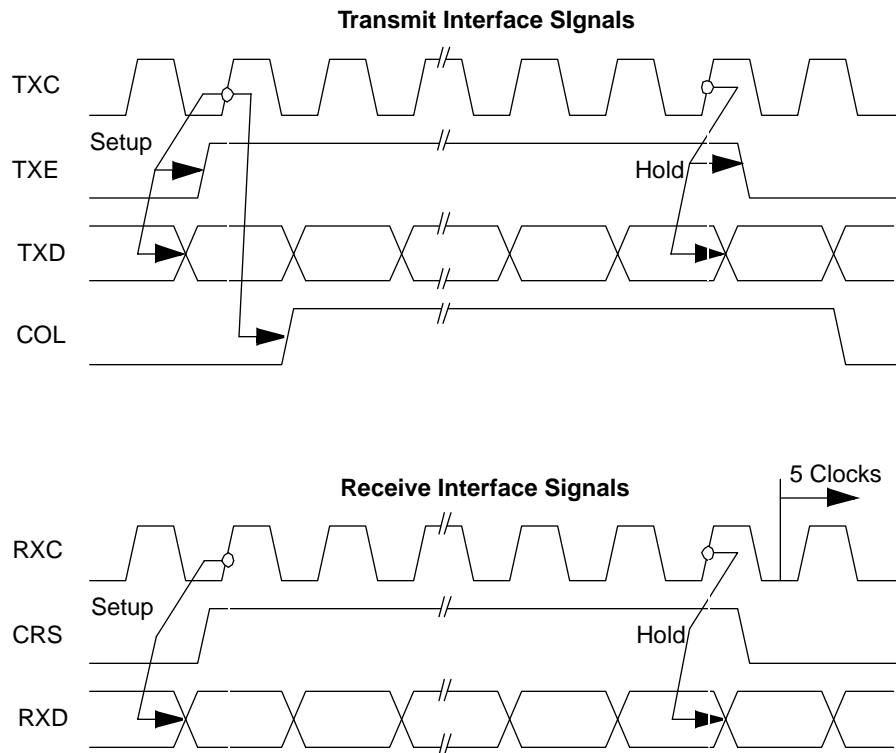 Transmit Interface SIgnals
TXC
Setup
TXE
Hold
TXD
COL
5 Clocks
Receive Interface Signals
RXC
Setup
CRS
Hold
RXD